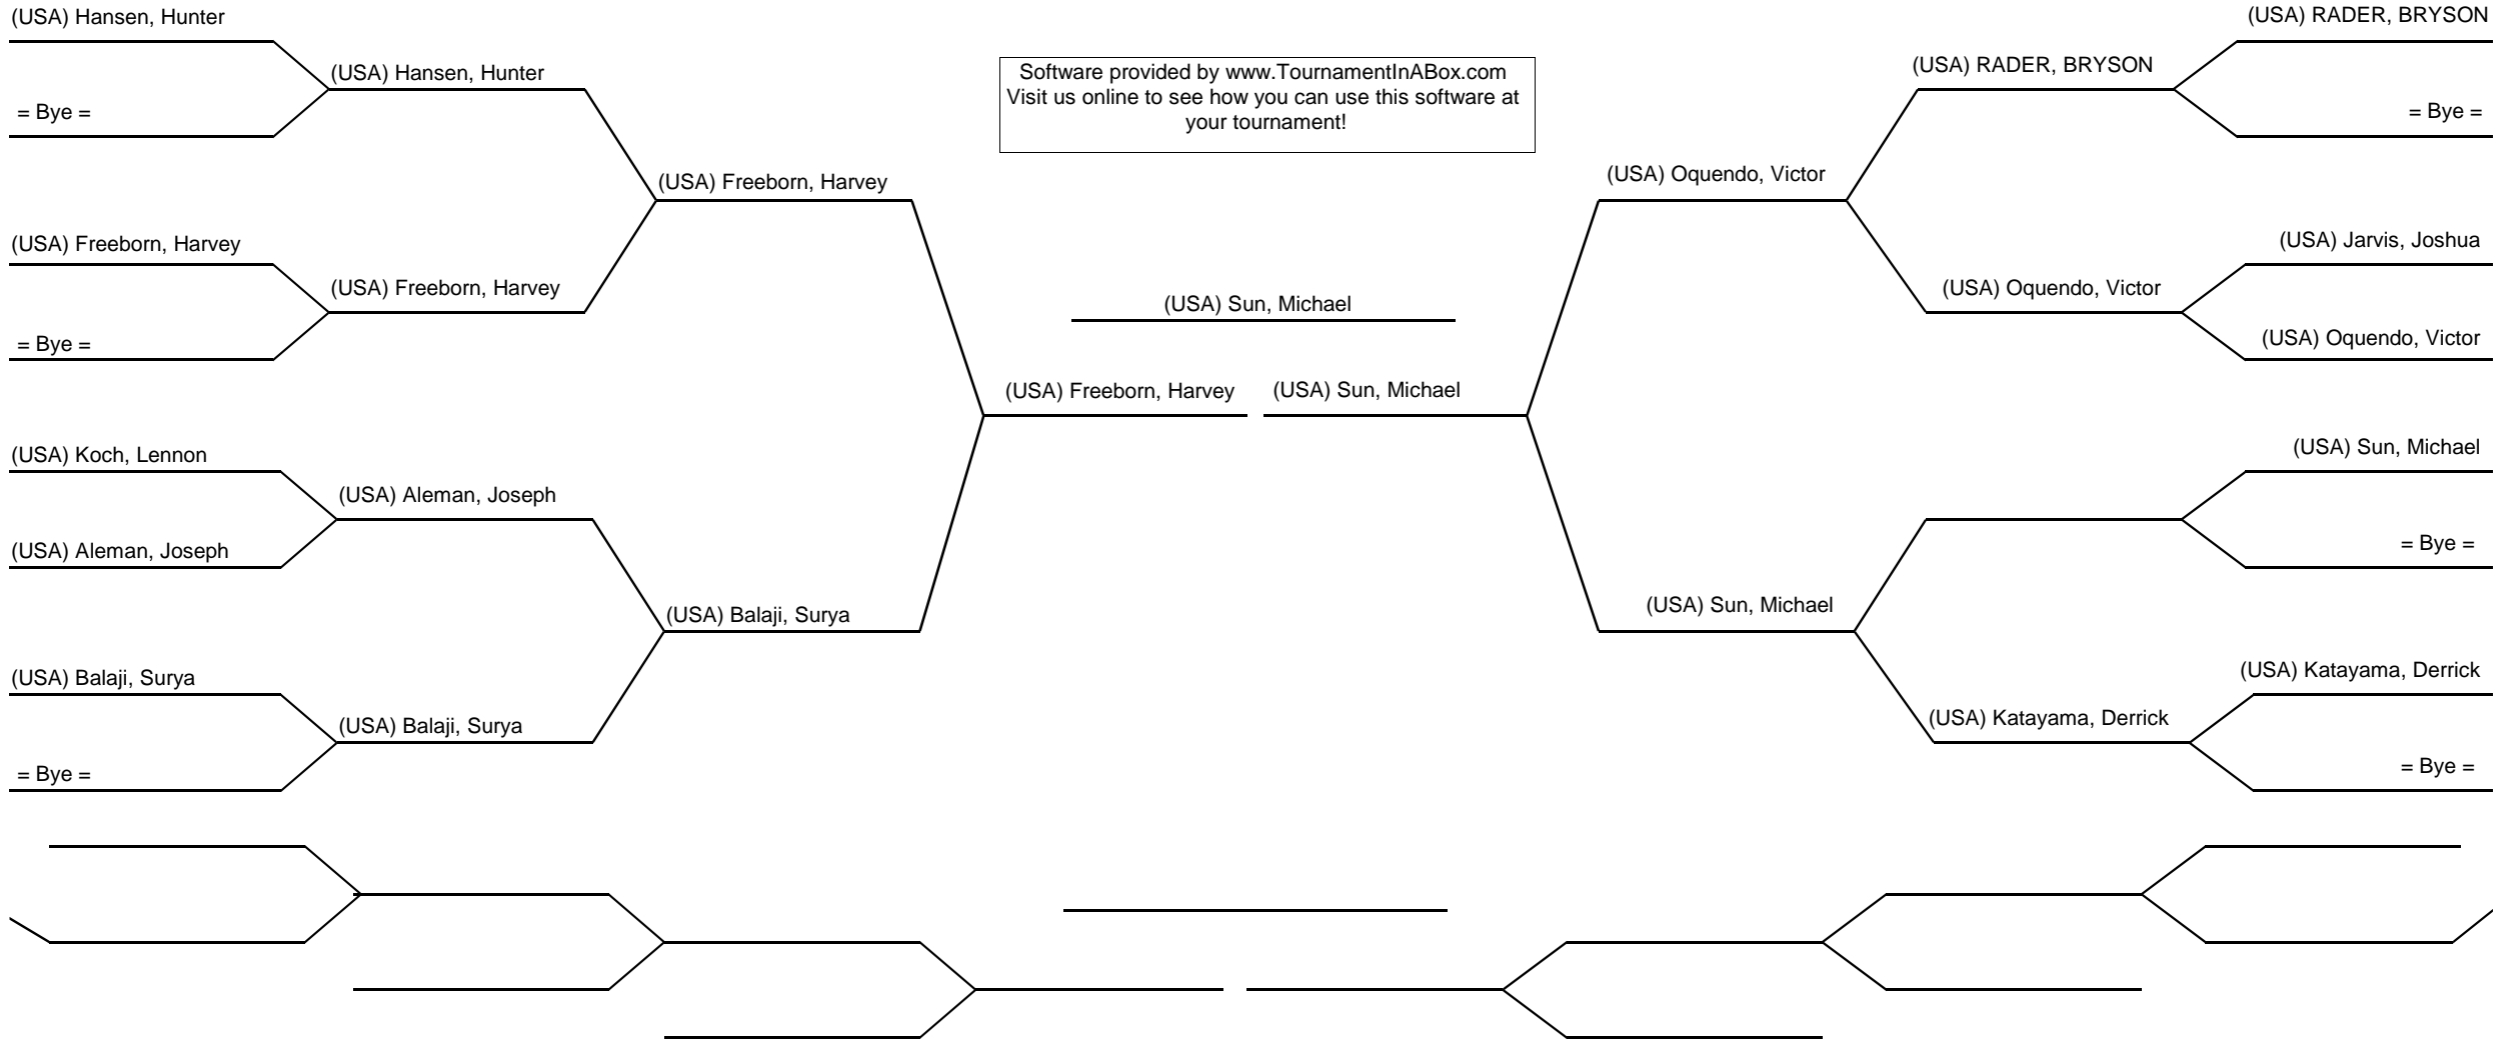 (USA) Hansen, Hunter
(USA) RADER, BRYSON
(USA) Hansen, Hunter
Software provided by www.TournamentInABox.com
Visit us online to see how you can use this software at
your tournament!
(USA) RADER, BRYSON
= Bye =
= Bye =
(USA) Freeborn, Harvey
(USA) Oquendo, Victor
(USA) Freeborn, Harvey
(USA) Jarvis, Joshua
(USA) Freeborn, Harvey
(USA) Sun, Michael
(USA) Oquendo, Victor
= Bye =
(USA) Oquendo, Victor
(USA) Freeborn, Harvey
(USA) Sun, Michael
(USA) Koch, Lennon
(USA) Sun, Michael
(USA) Aleman, Joseph
(USA) Aleman, Joseph
= Bye =
(USA) Balaji, Surya
(USA) Sun, Michael
(USA) Balaji, Surya
(USA) Katayama, Derrick
(USA) Balaji, Surya
(USA) Katayama, Derrick
= Bye =
= Bye =